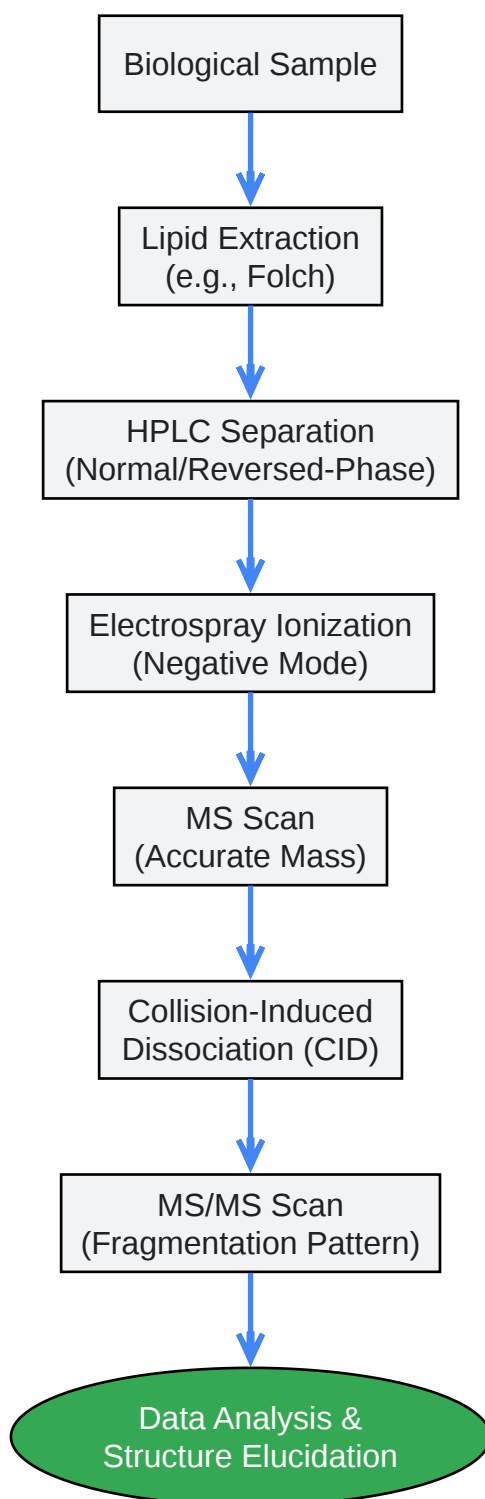 Biological Sample
Lipid Extraction
(e.g., Folch)
HPLC Separation
(Normal/Reversed-Phase)
Electrospray Ionization
(Negative Mode)
MS Scan
(Accurate Mass)
Collision-Induced
Dissociation (CID)
MS/MS Scan
(Fragmentation Pattern)
Data Analysis &
Structure Elucidation